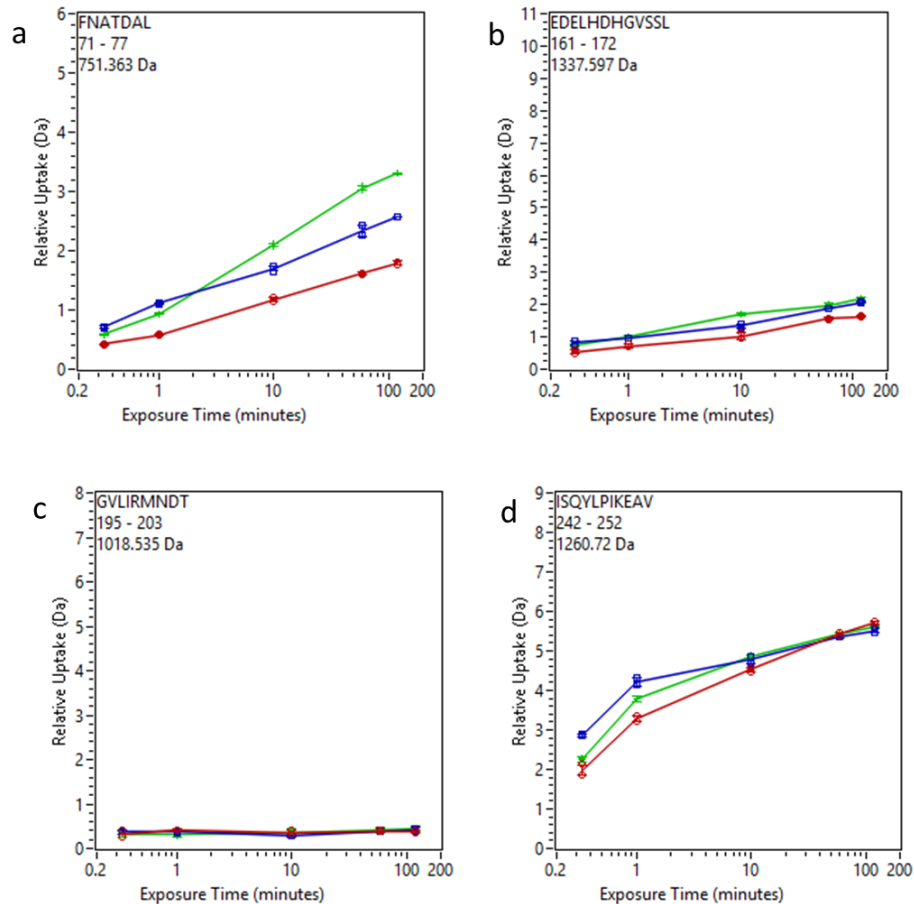 a
FNATDAL
71 - 77
751.363 Da
6
5
4
3
2
1
0
Relative Uptake (Da)
0.2 1 10 100 200
Exposure Time (minutes)
b
EDELHDHGVSSL
161 - 172
1337.597 Da
11
10
9
8
7
6
5
4
3
2
1
0
Relative Uptake (Da)
0.2 1 10 100 200
Exposure Time (minutes)
c
GVLIRMNDT
195 - 203
1018.535 Da
8
7
6
5
4
3
2
1
0
Relative Uptake (Da)
0.2 1 10 100 200
Exposure Time (minutes)
d
ISQYLPIKEAV
242 - 252
1260.72 Da
9
8
7
6
5
4
3
2
1
0
Relative Uptake (Da)
0.2 1 10 100 200
Exposure Time (minutes)